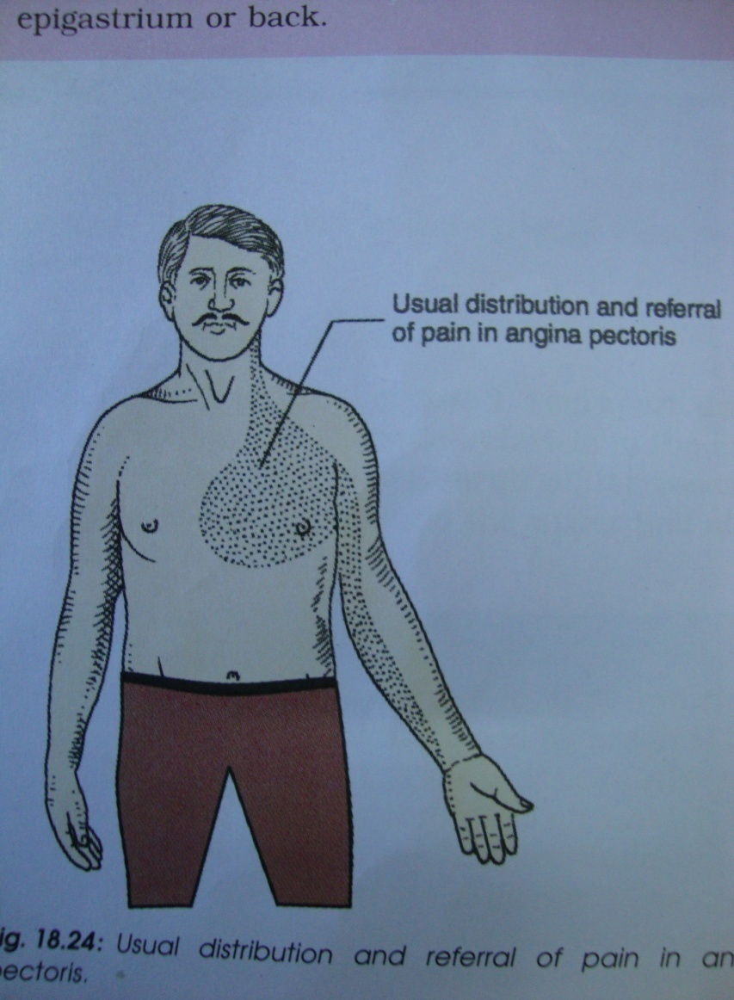 epigastrium or back.
Usual distribution and referral
of pain in angina pectoris
ig. 18.24: Usual distribution and referral of pain in an
ectoris.